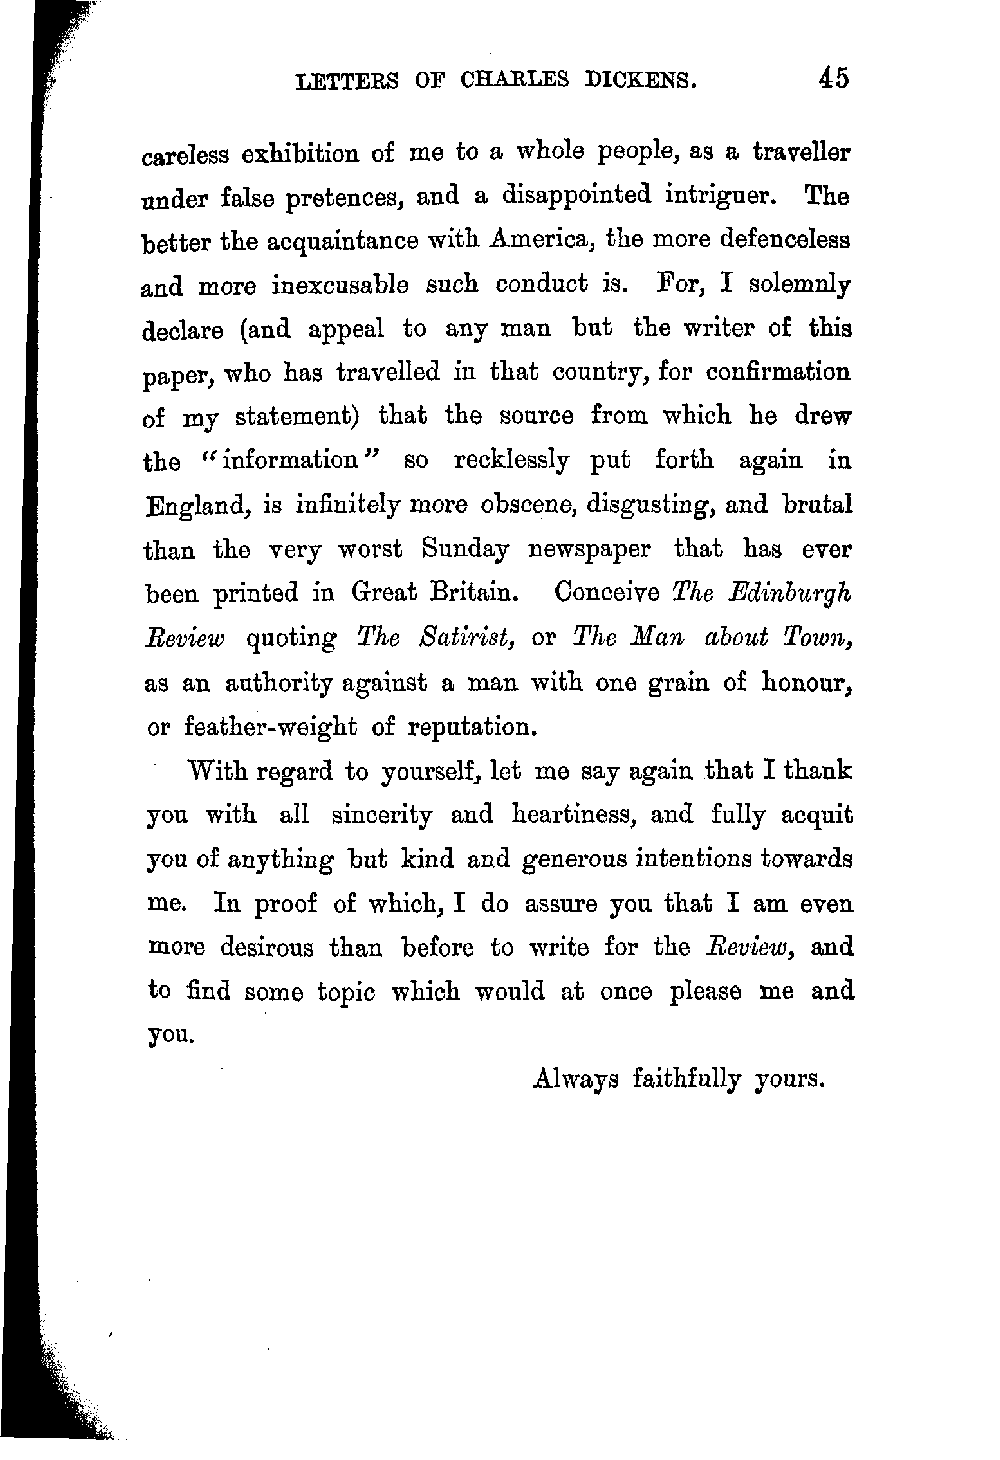 LETTERS OF CHARLES DICKENS. 45
careless exhibition of me to a whole people, as a traveller
under false pretences, and a disappointed intriguer. The
better the acquaintance with America, the more defenceless
and more inexcusable such conduct is. For, I solemnly
declare (and appeal to any man but the writer of this
paper, who has travelled in that country, for confirmation
of my statement) that the source from which he drew
the “information” so recklessly put forth again in
England, is infinitely more obscene, disgusting, and brutal
than the very worst Sunday newspaper that has ever
been printed in Great Britain. Conceive The Edinburgh
Review quoting The Satirist, or The Man about Town,
as an authority against a man with one grain of honour,
or feather-weight of reputation.
With regard to yourself, let me say again that I thank
you with all sincerity and heartiness, and fully acquit
you of anything but kind and generous intentions towards
me. In proof of which, I do assure you that I am even
more desirous than before to write for the Review, and
to find some topic which would at once please me and
you.
Always faithfully yours.